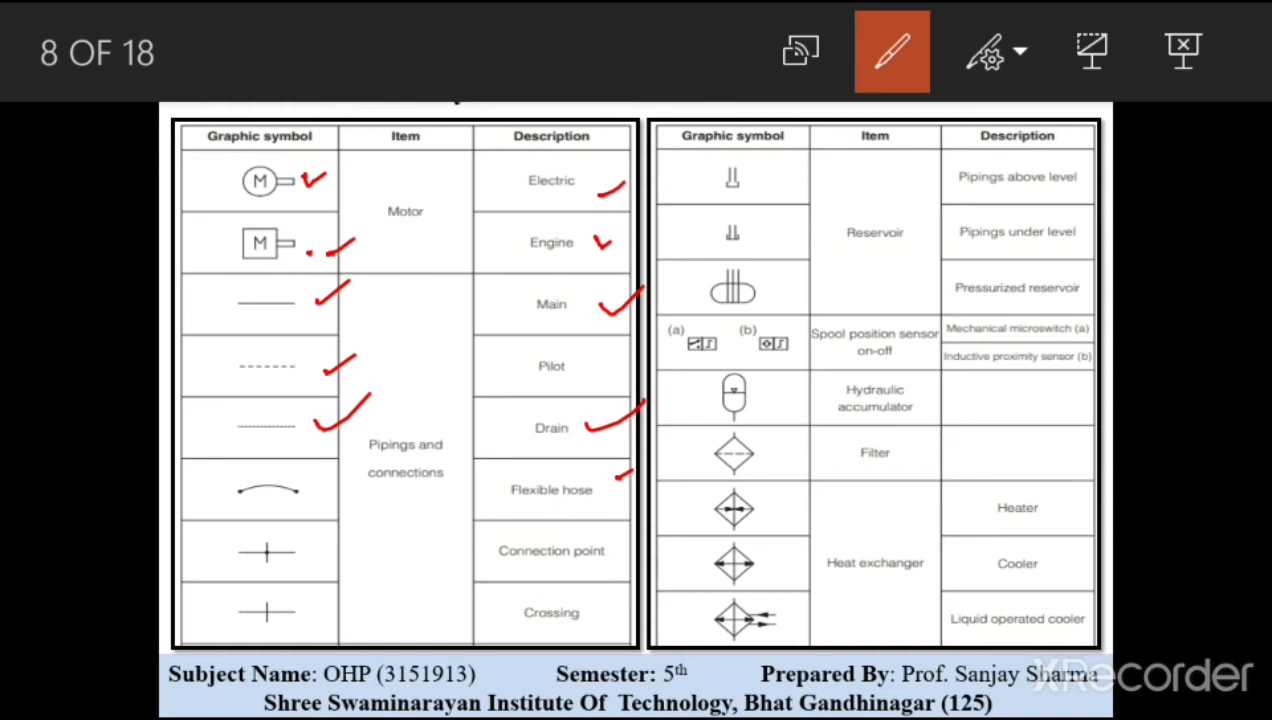 8 OF 18
Graphic symbol Item Description
M Electric
Motor
M Engine
Main
Pilot
Drain
Pipings and
connections
Flexible hose
Connection point
Crossing
Graphic symbol Item Description
Pipings above level
Reservoir Pipings under level
Pressurized reservoir
(a) (b) Spool position sensor Mechanical microswitch (a)
on-off Inductive proximity sensor (b)
Hydraulic
accumulator
Filter
Heater
Heat exchanger Cooler
Liquid operated cooler
Subject Name: OHP (3151913) Semester: 5th Prepared By: Prof. Sanjay Sharma
Shree Swaminarayan Institute Of Technology, Bhat Gandhinagar (125)
XRecorder